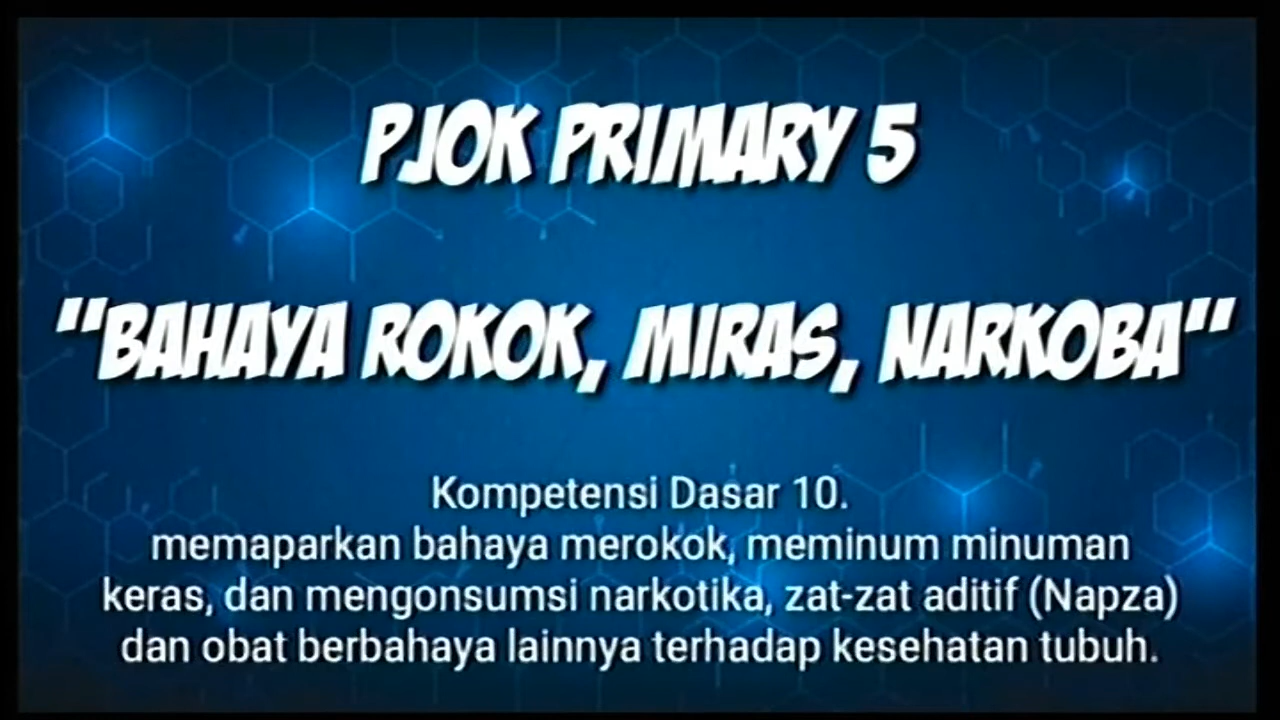 PJOK PRIMARY 5
"BAHAYA ROKOK, MIRAS, NARKOBA"
Kompetensi Dasar 10.
memaparkan bahaya merokok, meminum minuman
keras, dan mengonsumsi narkotika, zat-zat aditif (Napza)
dan obat berbahaya lainnya terhadap kesehatan tubuh.